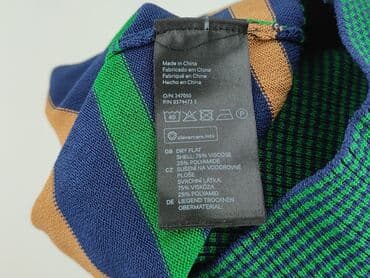 Made in China
Fabricado en China
Fabriqué en Chine
Hecho en China
O/N 247050
P/N 0374473 3
40
P
clevercare.info
GB DRY FLAT
SHELL: 75% VISCOSE
25% POLYAMIDE
CZ SUŠENÍ NA VODOROVNÉ
PLOŠE
SVRCHNÍ LÁTKA:
75% VISKÓZA
25% POLYAMID
DE LIEGEND TROCKNEN
OBERMATERIAL: